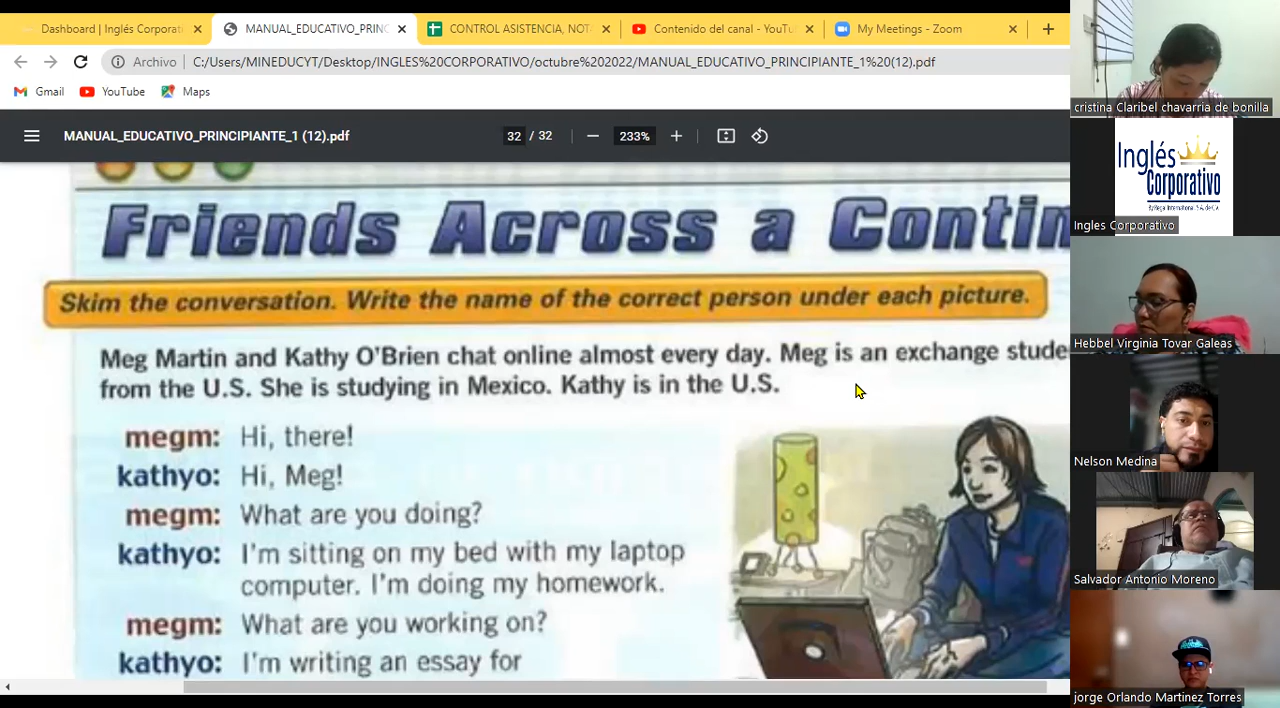 Dashboard | Inglés Corporati
MANUAL_EDUCATIVO_PRINC
CONTROL ASISTENCIA, NOTA
Contenido del canal - YouTu
My Meetings - Zoom
Archivo
C:/Users/MINEDUCYT/Desktop/INGLES%20CORPORATIVO/octubre%202022/MANUAL_EDUCATIVO_PRINCIPIANTE_1%20(12).pdf
Gmail
YouTube
Maps
MANUAL_EDUCATIVO_PRINCIPIANTE_1 (12).pdf
32 / 32
233%
Friends Across a Contin
Skim the conversation. Write the name of the correct person under each picture.
Meg Martin and Kathy O'Brien chat online almost every day. Meg is an exchange stude
from the U.S. She is studying in Mexico. Kathy is in the U.S.
megm: Hi, there!
kathyo: Hi, Meg!
megm: What are you doing?
kathyo: I'm sitting on my bed with my laptop
computer. I'm doing my homework.
megm: What are you working on?
kathyo: I'm writing an essay for
cristina Claribel chavarria de bonilla
Inglés
Corporativo
Ingles Corporativo
Hebbel Virginia Tovar Galeas
Nelson Medina
Salvador Antonio Moreno
jorge Orlando Martinez Torres